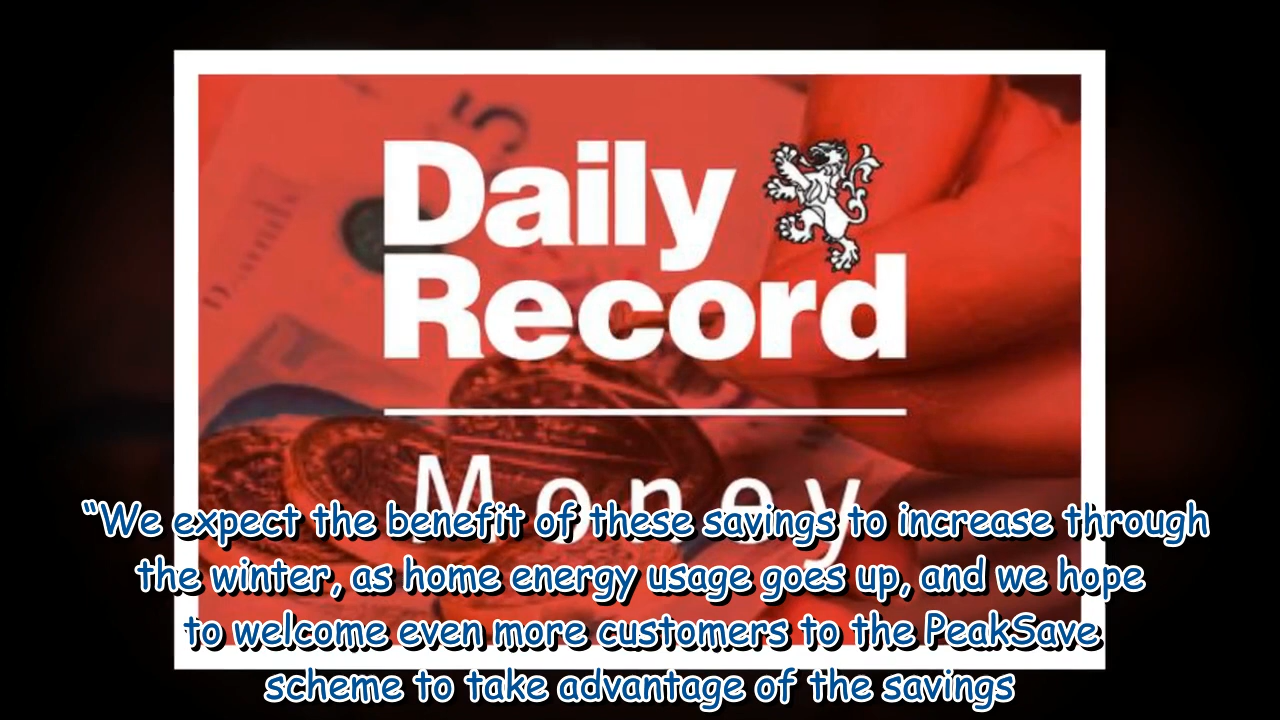 Daily
Record
Money
“We expect the benefit of these savings to increase through
the winter, as home energy usage goes up, and we hope
to welcome even more customers to the PeakSave
scheme to take advantage of the savings